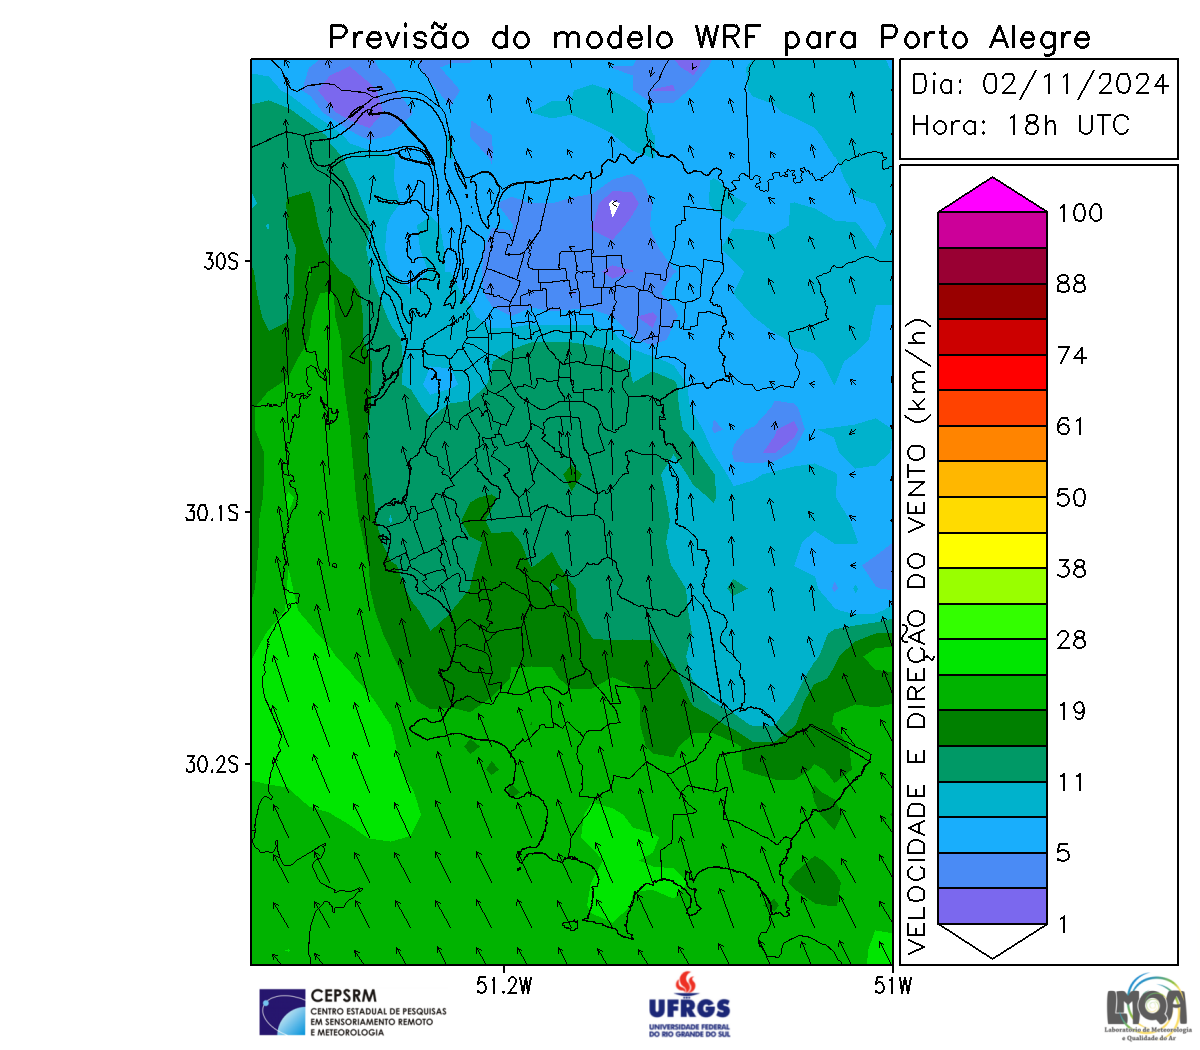 Previsão do modelo WRF para Porto Alegre
Dia: 02/11/2024
Hora: 18h UTC
30S
30.1S
30.2S
51.2W
51W
VELOCIDADE E DIREÇÃO DO VENTO (km/h)
100
88
74
61
50
38
28
19
11
5
1
CEPSRM
CENTRO ESTADUAL DE PESQUISAS
EM SENSORIAMENTO REMOTO
E METEOROLOGIA
UFRGS
UNIVERSIDADE FEDERAL
DO RIO GRANDE DO SUL
LMQA
Laboratório de Meteorologia
e Qualidade do Ar